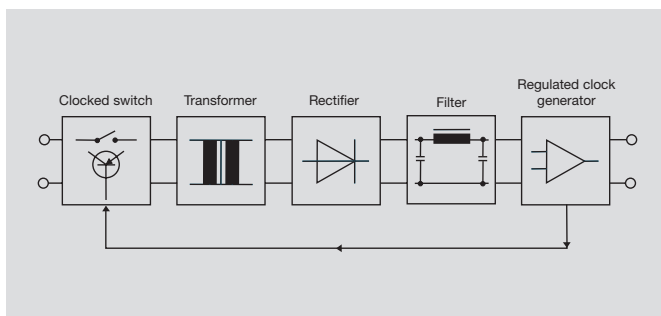 Clocked switch
Transformer
Rectifier
Filter
Regulated clock
generator